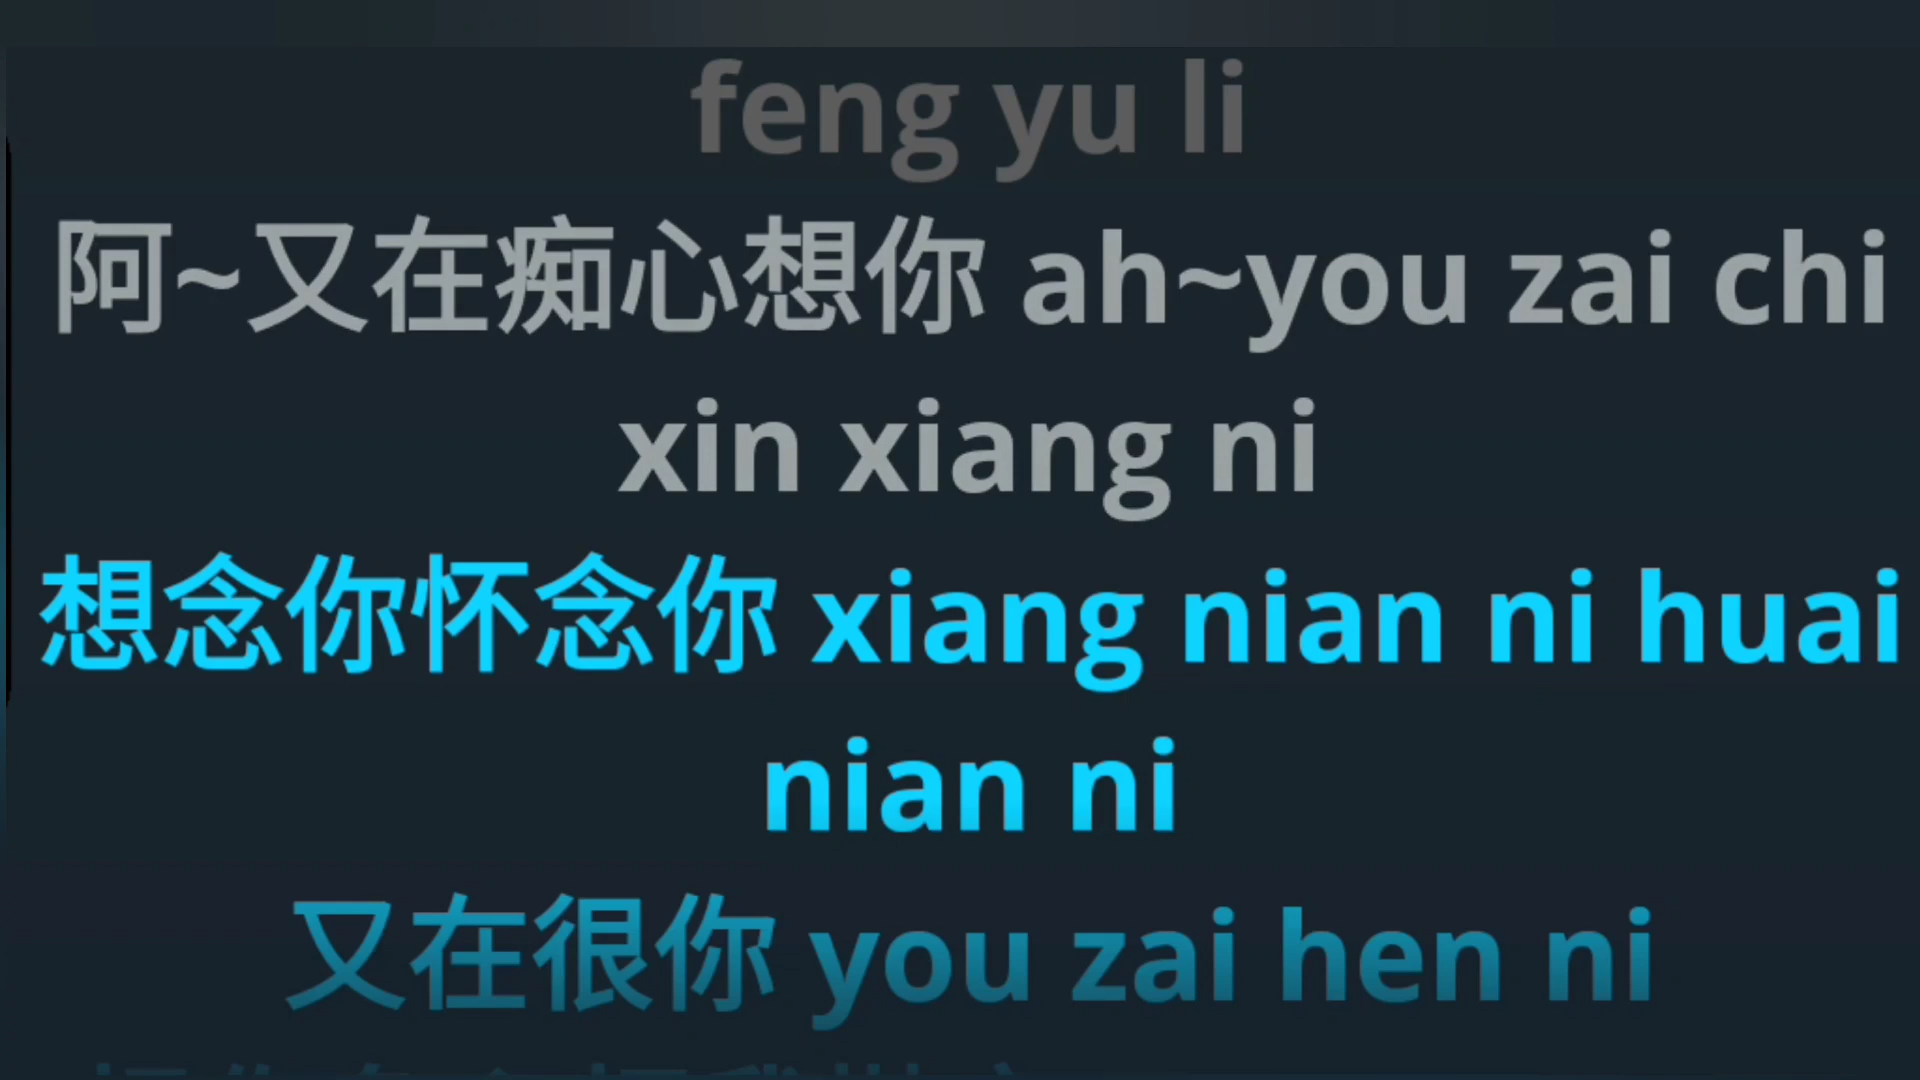 feng yu li
阿~又在痴心想你 ah~you zai chi
xin xiang ni
想念你怀念你 xiang nian ni huai
nian ni
又在很你 you zai hen ni